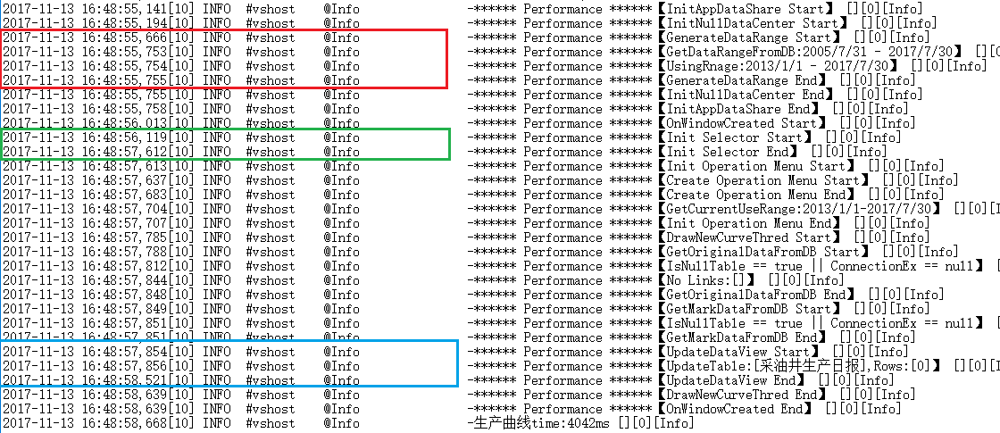 2017-11-13 16:48:55,141[10] INFO #vshost @Info -****** Performance ******【InitAppDataShare Start】 [][0][Info]
2017-11-13 16:48:55,194[10] INFO #vshost @Info -****** Performance ******【InitNullDataCenter Start】 [][0][Info]
2017-11-13 16:48:55,666[10] INFO #vshost @Info -****** Performance ******【GenerateDataRange Start】 [][0][Info]
2017-11-13 16:48:55,753[10] INFO #vshost @Info -****** Performance ******【GetDataRangeFromDB:2005/7/31 - 2017/7/30】 [][0
2017-11-13 16:48:55,754[10] INFO #vshost @Info -****** Performance ******【UsingRnage:2013/1/1 - 2017/7/30】 [][0][Info]
2017-11-13 16:48:55,755[10] INFO #vshost @Info -****** Performance ******【GenerateDataRange End】 [][0][Info]
2017-11-13 16:48:55,755[10] INFO #vshost @Info -****** Performance ******【InitNullDataCenter End】 [][0][Info]
2017-11-13 16:48:55,758[10] INFO #vshost @Info -****** Performance ******【InitAppDataShare End】 [][0][Info]
2017-11-13 16:48:56,013[10] INFO #vshost @Info -****** Performance ******【OnWindowCreated Start】 [][0][Info]
2017-11-13 16:48:56,119[10] INFO #vshost @Info -****** Performance ******【Init Selector Start】 [][0][Info]
2017-11-13 16:48:57,612[10] INFO #vshost @Info -****** Performance ******【Init Selector End】 [][0][Info]
2017-11-13 16:48:57,613[10] INFO #vshost @Info -****** Performance ******【Init Operation Menu Start】 [][0][Info]
2017-11-13 16:48:57,637[10] INFO #vshost @Info -****** Performance ******【Create Operation Menu Start】 [][0][Info]
2017-11-13 16:48:57,683[10] INFO #vshost @Info -****** Performance ******【Create Operation Menu End】 [][0][Info]
2017-11-13 16:48:57,704[10] INFO #vshost @Info -****** Performance ******【GetCurrentUseRange:2013/1/1-2017/7/30】 [][0][I
2017-11-13 16:48:57,707[10] INFO #vshost @Info -****** Performance ******【Init Operation Menu End】 [][0][Info]
2017-11-13 16:48:57,785[10] INFO #vshost @Info -****** Performance ******【DrawNewCurveThred Start】 [][0][Info]
2017-11-13 16:48:57,788[10] INFO #vshost @Info -****** Performance ******【GetOriginalDataFromDB Start】 [][0][Info]
2017-11-13 16:48:57,812[10] INFO #vshost @Info -****** Performance ******【IsNullTable == true || ConnectionEx == null】 [
2017-11-13 16:48:57,844[10] INFO #vshost @Info -****** Performance ******【No Links:[]】 [][0][Info]
2017-11-13 16:48:57,848[10] INFO #vshost @Info -****** Performance ******【GetOriginalDataFromDB End】 [][0][Info]
2017-11-13 16:48:57,849[10] INFO #vshost @Info -****** Performance ******【GetMarkDataFromDB Start】 [][0][Info]
2017-11-13 16:48:57,851[10] INFO #vshost @Info -****** Performance ******【IsNullTable == true || ConnectionEx == null】 [
2017-11-13 16:48:57,851[10] INFO #vshost @Info -****** Performance ******【GetMarkDataFromDB End】 [][0][Info]
2017-11-13 16:48:57,854[10] INFO #vshost @Info -****** Performance ******【UpdateDataView Start】 [][0][Info]
2017-11-13 16:48:57,856[10] INFO #vshost @Info -****** Performance ******【UpdateTable:[采油井生产日报],Rows:[0]】 [][0][I
2017-11-13 16:48:58,521[10] INFO #vshost @Info -****** Performance ******【UpdateDataView End】 [][0][Info]
2017-11-13 16:48:58,639[10] INFO #vshost @Info -****** Performance ******【DrawNewCurveThred End】 [][0][Info]
2017-11-13 16:48:58,639[10] INFO #vshost @Info -****** Performance ******【OnWindowCreated End】 [][0][Info]
2017-11-13 16:48:58,668[10] INFO #vshost @Info -生产曲线time:4042ms [][0][Info]